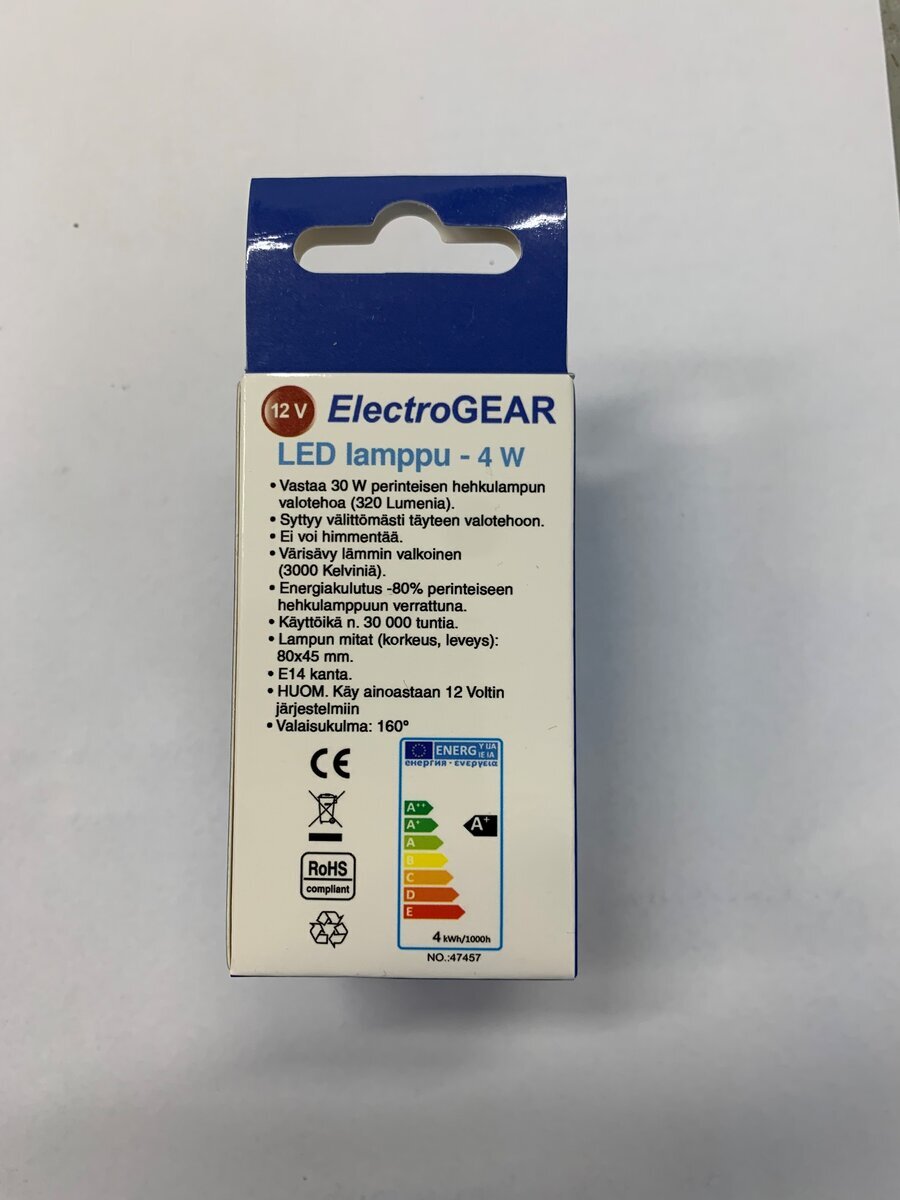 12 V ElectroGEAR
LED lamppu - 4 W
• Vastaa 30 W perinteisen hehkulampun
valotehoa (320 Lumenia).
• Syttyy välittömästi täyteen valotehoon.
• Ei voi himmentää.
• Värisävy lämmin valkoinen
(3000 Kelviniä).
• Energiakulutus -80% perinteiseen
hehkulamppuun verrattuna.
• Käyttöikä n. 30 000 tuntia.
• Lampun mitat (korkeus, leveys):
80x45 mm.
• E14 kanta.
• HUOM. Käy ainoastaan 12 Voltin
järjestelmiin
• Valaisukulma: 160°
CE
RoHS
compliant
ENERG Y IJA
IE IA
енергия · ενεργεια
A++
A+
A
B
C
D
E
A+
4 kWh/1000h
NO.:47457